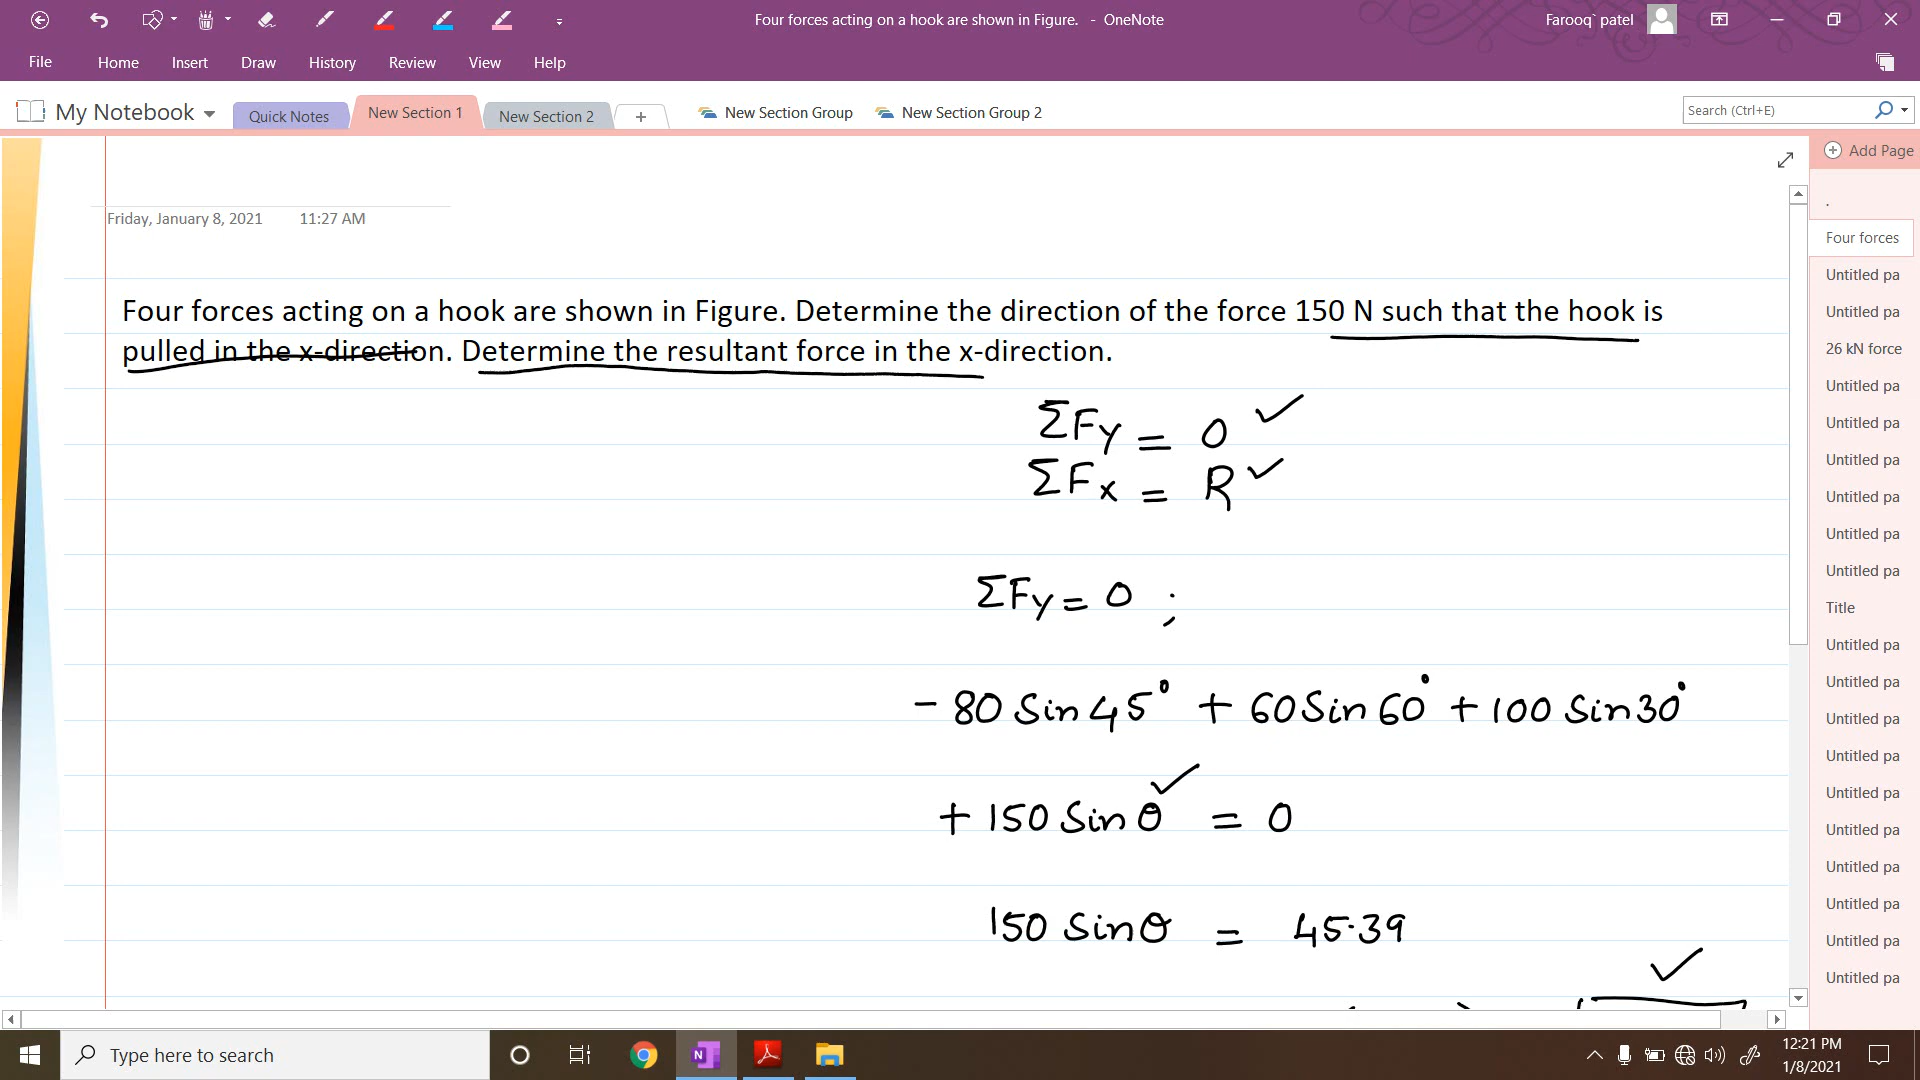 Four forces acting on a hook are shown in Figure. - OneNote
Farooq` patel
File Home Insert Draw History Review View Help
My Notebook Quick Notes New Section 1 New Section 2 + New Section Group New Section Group 2 Search (Ctrl+E)
Add Page
Friday, January 8, 2021 11:27 AM
Four forces acting on a hook are shown in Figure. Determine the direction of the force 150 N such that the hook is
pulled in the x-direction. Determine the resultant force in the x-direction.
ΣFy = 0 ✓
ΣFx = R ✓
ΣFy = 0 ;
- 80 Sin 45° + 60 Sin 60° + 100 Sin 30°
+ 150 Sin θ = 0
150 Sin θ = 45.39
.
Four forces
Untitled pa
Untitled pa
26 kN force
Untitled pa
Untitled pa
Untitled pa
Untitled pa
Untitled pa
Untitled pa
Title
Untitled pa
Untitled pa
Untitled pa
Untitled pa
Untitled pa
Untitled pa
Untitled pa
Untitled pa
Untitled pa
Untitled pa
Type here to search
12:21 PM
1/8/2021